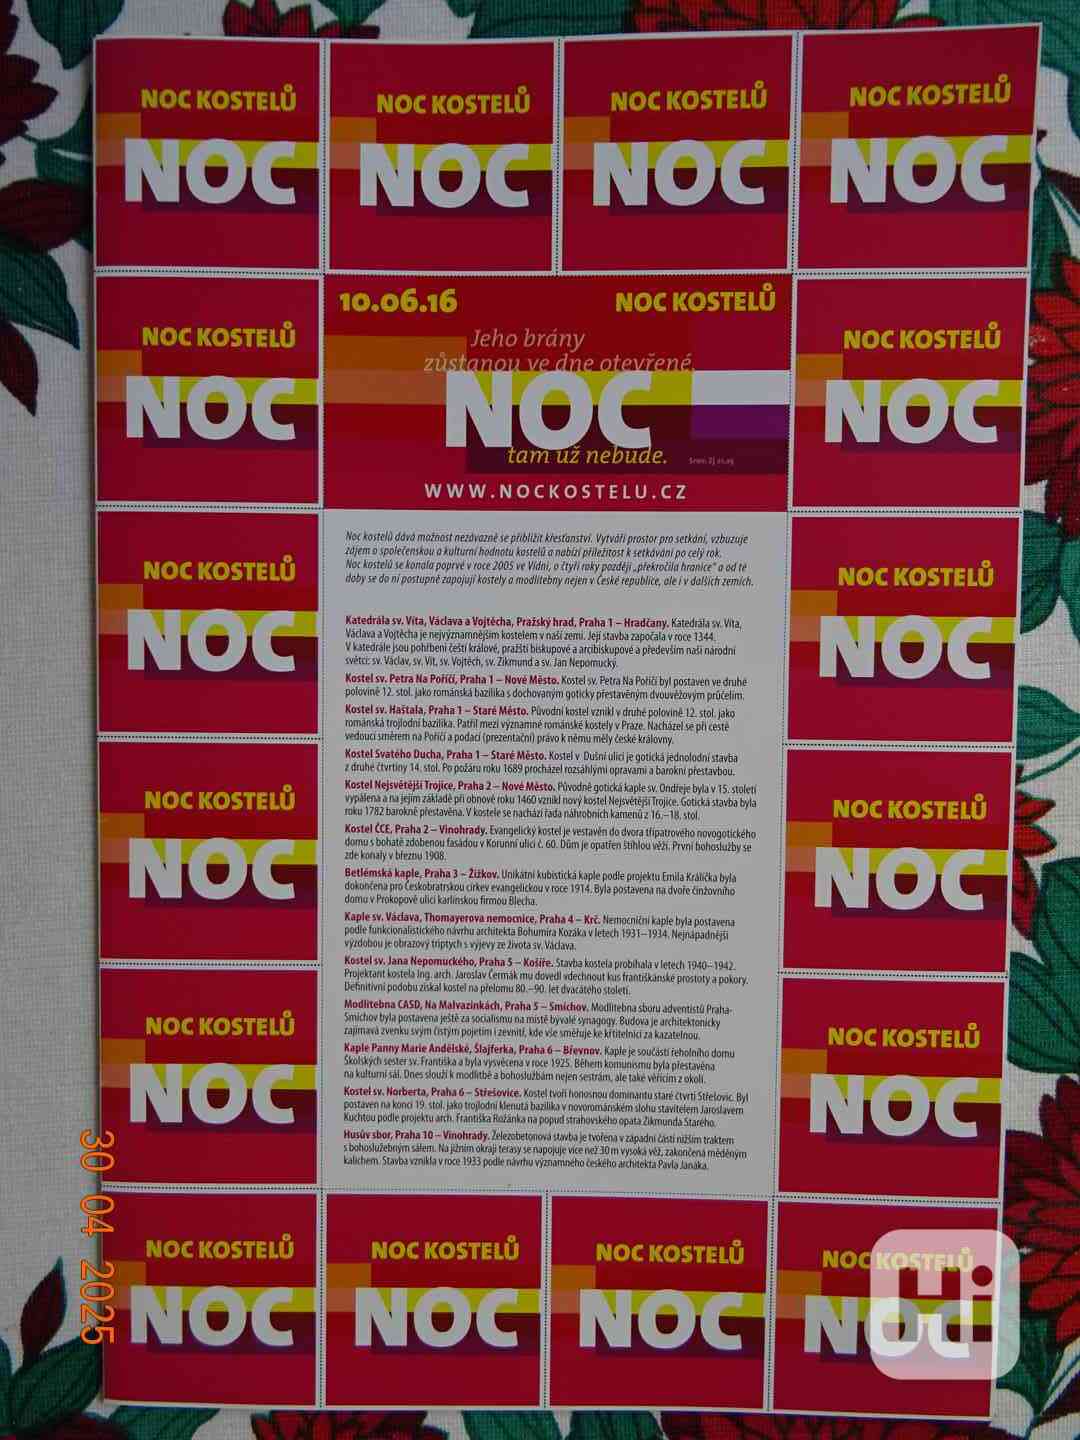 NOC KOSTELŮ
NOC
NOC KOSTELŮ
NOC
NOC KOSTELŮ
NOC
NOC KOSTELŮ
NOC
NOC KOSTELŮ
NOC
10.06.16 NOC KOSTELŮ
Jeho brány
zůstanou ve dne otevřené,
NOC
tam už nebude.
Srov. Zj 21,25
WWW.NOCKOSTELU.CZ
NOC KOSTELŮ
NOC
NOC KOSTELŮ
NOC
Noc kostelů dává možnost nezávazně se přiblížit křesťanství. Vytváří prostor pro setkání, vzbuzuje
zájem o společenskou a kulturní hodnotu kostelů a nabízí příležitost k setkávání po celý rok.
Noc kostelů se konala poprvé v roce 2005 ve Vídni, o čtyři roky později „překročila hranice“ a od té
doby se do ní postupně zapojují kostely a modlitebny nejen v České republice, ale i v dalších zemích.
NOC KOSTELŮ
NOC
Katedrála sv. Víta, Václava a Vojtěcha, Pražský hrad, Praha 1 – Hradčany. Katedrála sv. Víta,
Václava a Vojtěcha je nejvýznamnějším kostelem v naší zemi. Její stavba započala v roce 1344.
V katedrále jsou pohřbeni čeští králové, pražští biskupové a arcibiskupové a především naši národní
světci: sv. Václav, sv. Vít, sv. Vojtěch, sv. Zikmund a sv. Jan Nepomucký.
Kostel sv. Petra Na Poříčí, Praha 1 – Nové Město. Kostel sv. Petra Na Poříčí byl postaven ve druhé
polovině 12. stol. jako románská bazilika s dochovaným goticky přestavěným dvouvěžovým průčelím.
Kostel sv. Haštala, Praha 1 – Staré Město. Původní kostel vznikl v druhé polovině 12. stol. jako
románská trojlodní bazilika. Patřil mezi významné románské kostely v Praze. Nacházel se při cestě
vedoucí směrem na Poříčí a podací (prezentační) právo k němu měly české královny.
Kostel Svatého Ducha, Praha 1 – Staré Město. Kostel v Dušní ulici je gotická jednolodní stavba
z druhé čtvrtiny 14. stol. Po požáru roku 1689 procházel rozsáhlými opravami a barokní přestavbou.
Kostel Nejsvětější Trojice, Praha 2 – Nové Město. Původně gotická kaple sv. Ondřeje byla v 15. století
vypálena a na jejím základě při obnově roku 1460 vznikl nový kostel Nejsvětější Trojice. Gotická stavba byla
roku 1782 barokně přestavěna. V kostele se nachází řada náhrobních kamenů z 16.–18. stol.
Kostel ČCE, Praha 2 – Vinohrady. Evangelický kostel je vestavěn do dvora třípatrového novogotického
domu s bohatě zdobenou fasádou v Korunní ulici č. 60. Dům je opatřen štíhlou věží. První bohoslužby se
zde konaly v březnu 1908.
Betlémská kaple, Praha 3 – Žižkov. Unikátní kubistická kaple podle projektu Emila Králíčka byla
dokončena pro Českobratrskou církev evangelickou v roce 1914. Byla postavena na dvoře činžovního
domu v Prokopově ulici karlínskou firmou Blecha.
Kaple sv. Václava, Thomayerova nemocnice, Praha 4 – Krč. Nemocniční kaple byla postavena
podle funkcionalistického návrhu architekta Bohumíra Kozáka v letech 1931–1934. Nejnápadnější
výzdobou je obrazový triptych s výjevy ze života sv. Václava.
Kostel sv. Jana Nepomuckého, Praha 5 – Košíře. Stavba kostela probíhala v letech 1940–1942.
Projektant kostela Ing. arch. Jaroslav Čermák mu dovedl vdechnout kus františkánské prostoty a pokory.
Definitivní podobu získal kostel na přelomu 80.–90. let dvacátého století.
Modlitebna CASD, Na Malvazinkách, Praha 5 – Smíchov. Modlitebna sboru adventistů Praha-
Smíchov byla postavena ještě za socialismu na místě bývalé synagogy. Budova je architektonicky
zajímavá zvenku svým čistým pojetím i zevnitř, kde vše směřuje ke křtitelnici za kazatelnou.
Kaple Panny Marie Andělské, Šlajferka, Praha 6 – Břevnov. Kaple je součástí řeholního domu
Školských sester sv. Františka a byla vysvěcena v roce 1925. Během komunismu byla přestavěna
na kulturní sál. Dnes slouží k modlitbě a bohoslužbám nejen sestrám, ale také věřícím z okolí.
Kostel sv. Norberta, Praha 6 – Střešovice. Kostel tvoří honosnou dominantu staré čtvrti Střešovic. Byl
postaven na konci 19. stol. jako trojlodní klenutá bazilika v novorománském slohu stavitelem Jaroslavem
Kuchtou podle projektu arch. Františka Rožánka na popud strahovského opata Zikmunda Starého.
Husův sbor, Praha 10 – Vinohrady. Železobetonová stavba je tvořena v západní části nižším traktem
s bohoslužebným sálem. Na jižním okraji terasy se napojuje více než 30 m vysoká věž, zakončená měděným
kalichem. Stavba vznikla v roce 1933 podle návrhu významného českého architekta Pavla Janáka.
NOC KOSTELŮ
NOC
NOC KOSTELŮ
NOC
NOC KOSTELŮ
NOC
NOC KOSTELŮ
NOC
NOC KOSTELŮ
NOC
NOC KOSTELŮ
NOC
NOC KOSTELŮ
NOC
NOC KOSTELŮ
NOC
NOC KOSTELŮ
NOC
30 04 2025